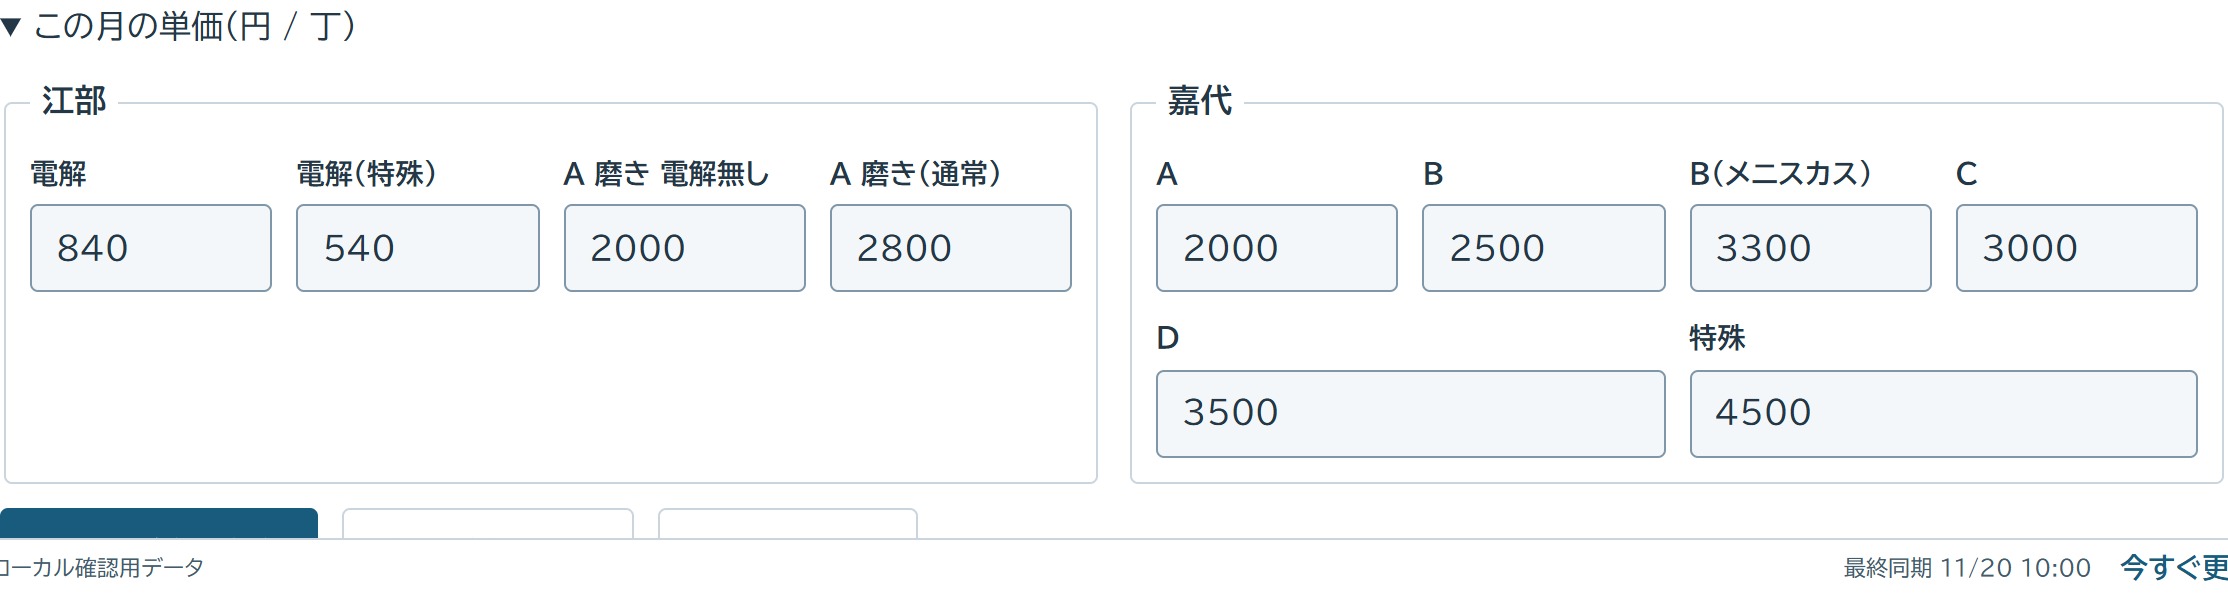 ▼ この月の単価(円 / 丁)
江部
電解 電解(特殊) A 磨き 電解無し A 磨き(通常)
840 540 2000 2800
嘉代
A B B(メニスカス) C
2000 2500 3300 3000
D 特殊
3500 4500
ローカル確認用データ
最終同期 11/20 10:00 今すぐ更